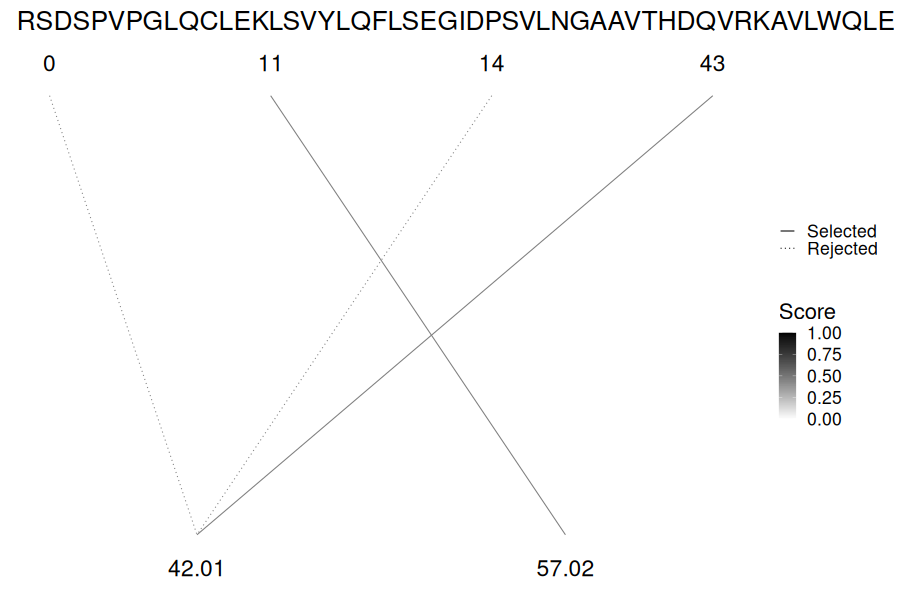 RSDSPVPGLQCLEKLSVYLQFLSEGIDPSVLNGAAVTHDQVRKAVLWQLE
0 11 14 43
Selected
Rejected
Score
1.00
0.75
0.50
0.25
0.00
42.01 57.02